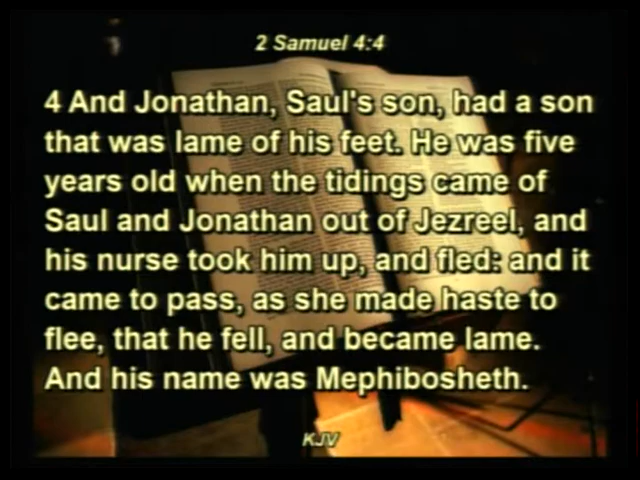 2 Samuel 4:4
4 And Jonathan, Saul's son, had a son
that was lame of his feet. He was five
years old when the tidings came of
Saul and Jonathan out of Jezreel, and
his nurse took him up, and fled: and it
came to pass, as she made haste to
flee, that he fell, and became lame.
And his name was Mephibosheth.
KJV